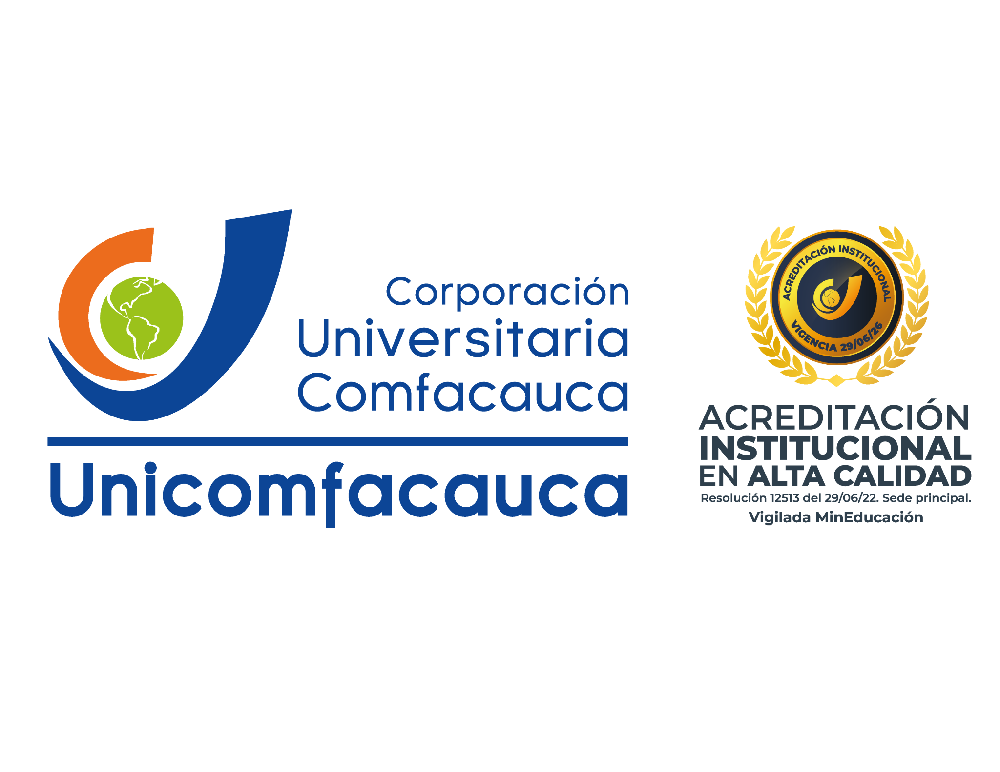 Corporación
Universitaria
Comfacauca
Unicomfacauca
ACREDITACIÓN INSTITUCIONAL
VIGENCIA 29/06/26
ACREDITACIÓN
INSTITUCIONAL
EN ALTA CALIDAD
Resolución 12513 del 29/06/22. Sede principal.
Vigilada MinEducación